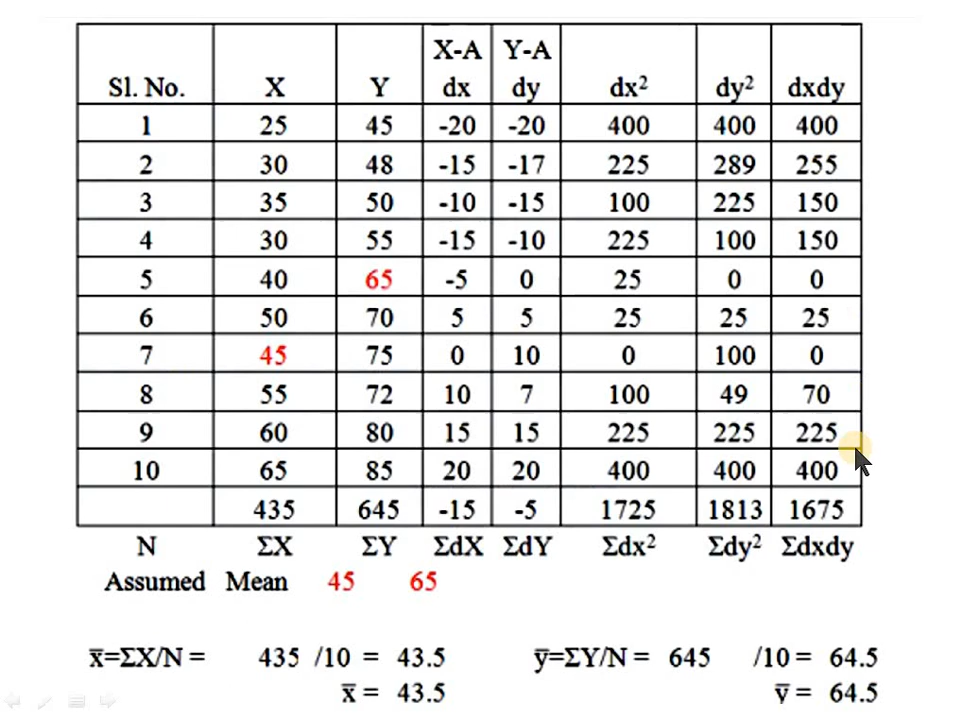 X-A Y-A
Sl. No. X Y dx dy dx² dy² dxdy
1 25 45 -20 -20 400 400 400
2 30 48 -15 -17 225 289 255
3 35 50 -10 -15 100 225 150
4 30 55 -15 -10 225 100 150
5 40 65 -5 0 25 0 0
6 50 70 5 5 25 25 25
7 45 75 0 10 0 100 0
8 55 72 10 7 100 49 70
9 60 80 15 15 225 225 225
10 65 85 20 20 400 400 400
435 645 -15 -5 1725 1813 1675
N ΣX ΣY ΣdX ΣdY Σdx² Σdy² Σdxdy
Assumed Mean 45 65
x̅=ΣX/N = 435 /10 = 43.5 y̅=ΣY/N = 645 /10 = 64.5
x̅ = 43.5 y̅ = 64.5